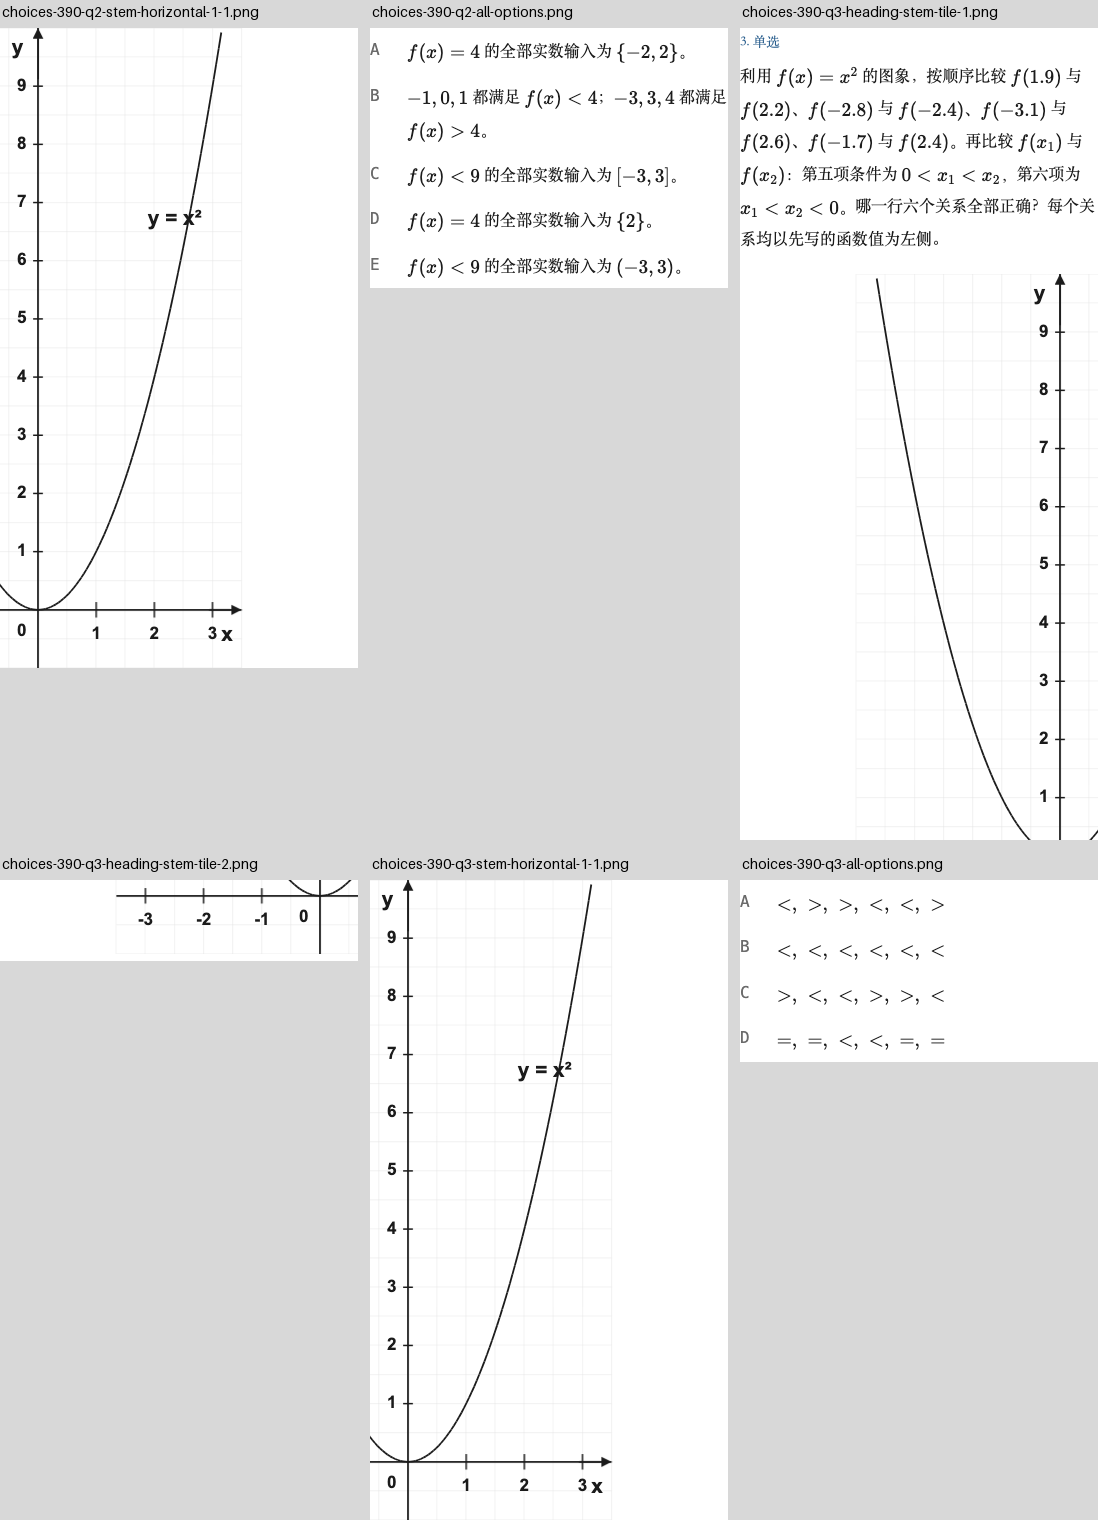 choices-390-q2-stem-horizontal-1-1.png
y
9
8
7
y = x²
6
5
4
3
2
1
0 1 2 3 x
choices-390-q2-all-options.png
A f(x) = 4 的全部实数输入为 {−2, 2}。
B −1, 0, 1 都满足 f(x) < 4；−3, 3, 4 都满足
f(x) > 4。
C f(x) < 9 的全部实数输入为 [−3, 3]。
D f(x) = 4 的全部实数输入为 {2}。
E f(x) < 9 的全部实数输入为 (−3, 3)。
choices-390-q3-heading-stem-tile-1.png
3. 单选
利用 f(x) = x² 的图象，按顺序比较 f(1.9) 与
f(2.2)、f(−2.8) 与 f(−2.4)、f(−3.1) 与
f(2.6)、f(−1.7) 与 f(2.4)。再比较 f(x₁) 与
f(x₂)：第五项条件为 0 < x₁ < x₂，第六项为
x₁ < x₂ < 0。哪一行六个关系全部正确？每个关
系均以先写的函数值为左侧。
y
9
8
7
6
5
4
3
2
1
choices-390-q3-heading-stem-tile-2.png
-3 -2 -1 0
choices-390-q3-stem-horizontal-1-1.png
y
9
8
7
y = x²
6
5
4
3
2
1
0 1 2 3 x
choices-390-q3-all-options.png
A <, >, >, <, <, >
B <, <, <, <, <, <
C >, <, <, >, >, <
D =, =, <, <, =, =